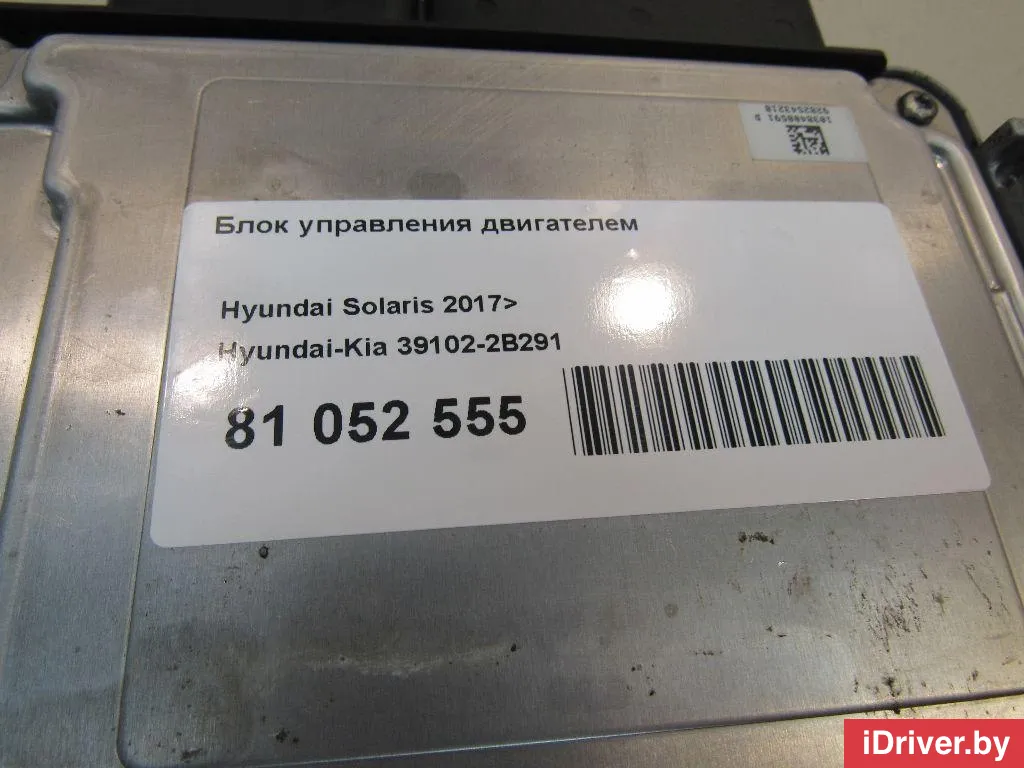 Блок управления двигателем
Hyundai Solaris 2017>
Hyundai-Kia 39102-2B291
81 052 555
iDriver.by